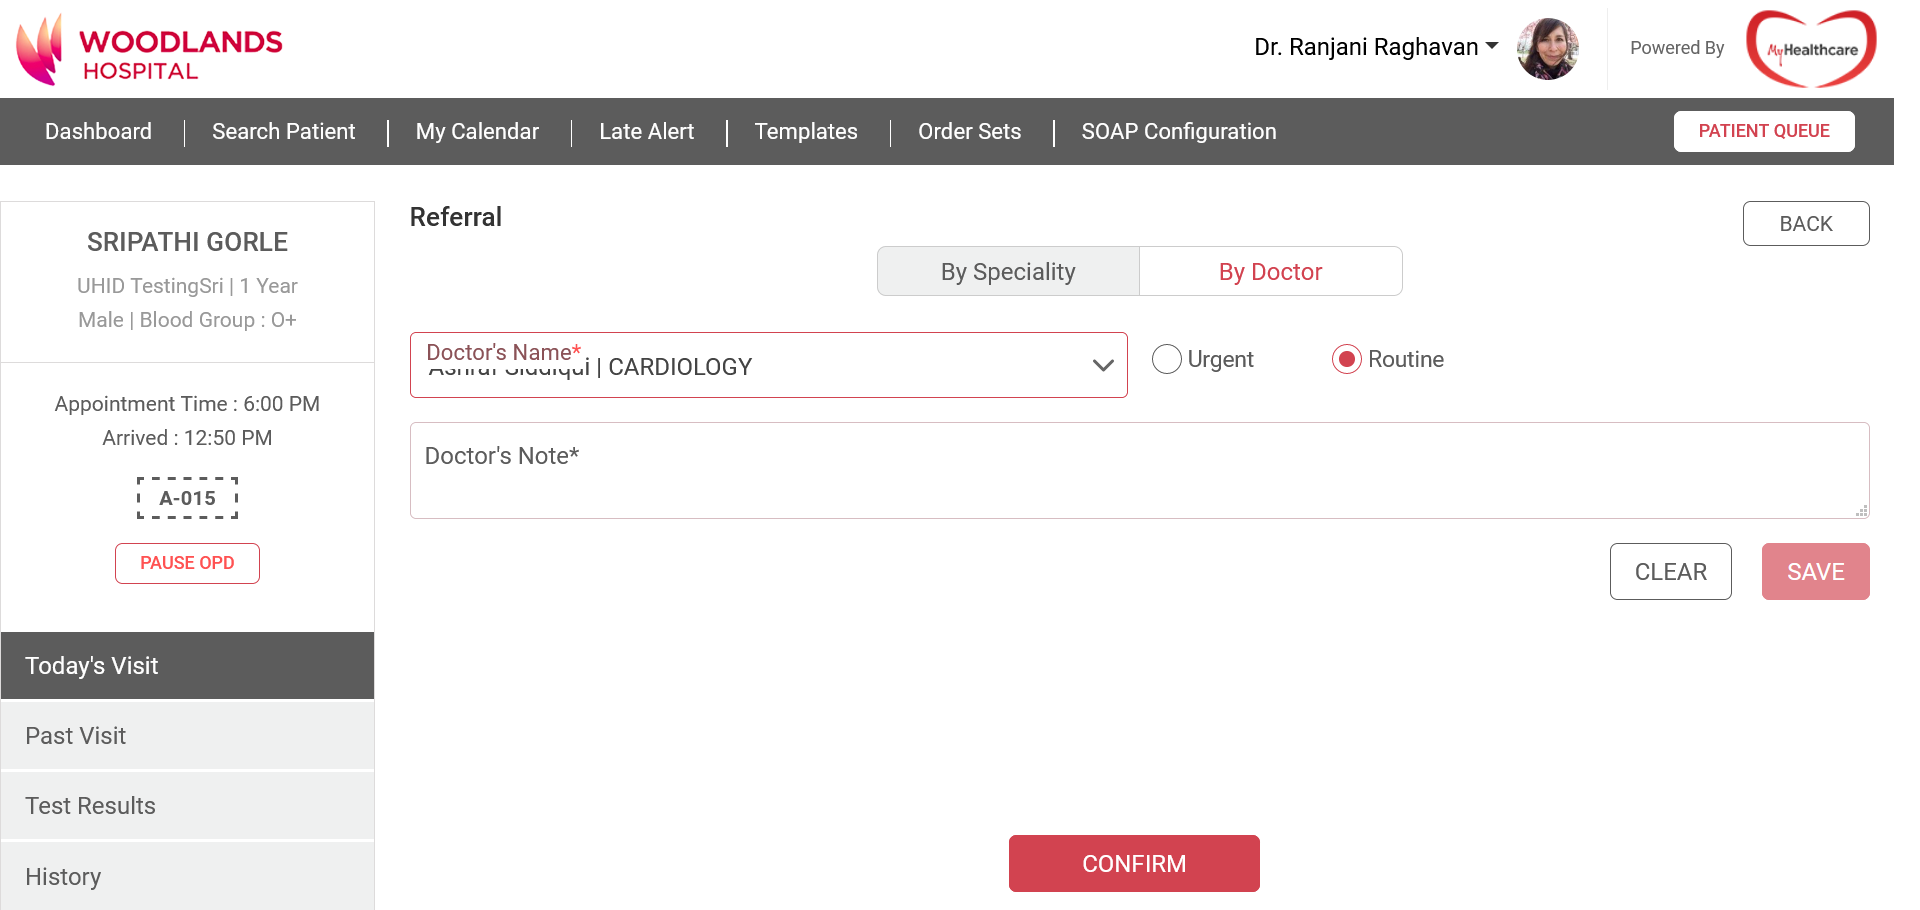 WOODLANDS
HOSPITAL
Dr. Ranjani Raghavan
Powered By
MyHealthcare
Dashboard
Search Patient
My Calendar
Late Alert
Templates
Order Sets
SOAP Configuration
PATIENT QUEUE
SRIPATHI GORLE
UHID TestingSri | 1 Year
Male | Blood Group : O+
Appointment Time : 6:00 PM
Arrived : 12:50 PM
A-015
PAUSE OPD
Today's Visit
Past Visit
Test Results
History
Referral
BACK
By Speciality
By Doctor
Doctor's Name*
Ashraf Siddiqui | CARDIOLOGY
Urgent
Routine
Doctor's Note*
CLEAR
SAVE
CONFIRM